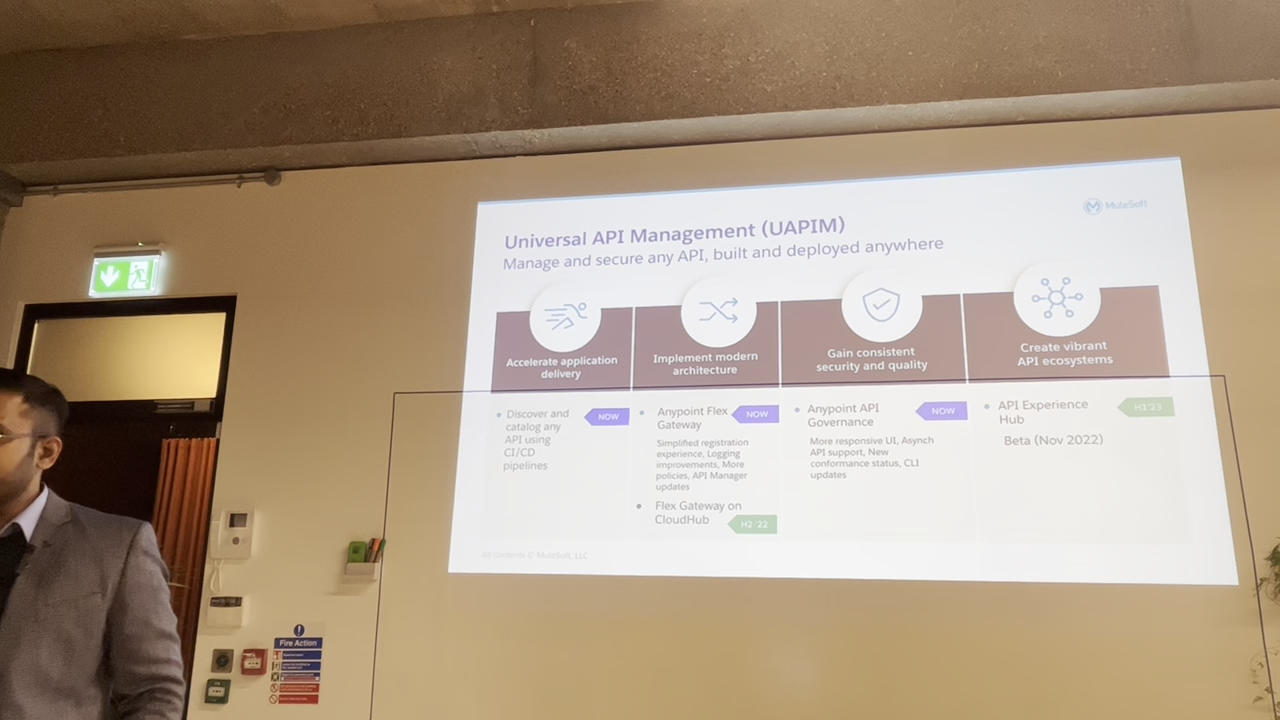 MuleSoft
Universal API Management (UAPIM)
Manage and secure any API, built and deployed anywhere
Accelerate application
delivery
Implement modern
architecture
Gain consistent
security and quality
Create vibrant
API ecosystems
• Discover and
catalog any
API using
CI/CD
pipelines
NOW
• Anypoint Flex
Gateway
NOW
Simplified registration
experience, Logging
improvements, More
policies, API Manager
updates
• Flex Gateway on
CloudHub
H2 '22
• Anypoint API
Governance
NOW
More responsive UI, Asynch
API support, New
conformance status, CLI
updates
• API Experience
Hub
H1'23
Beta (Nov 2022)
All contents © MuleSoft, LLC
Fire Action